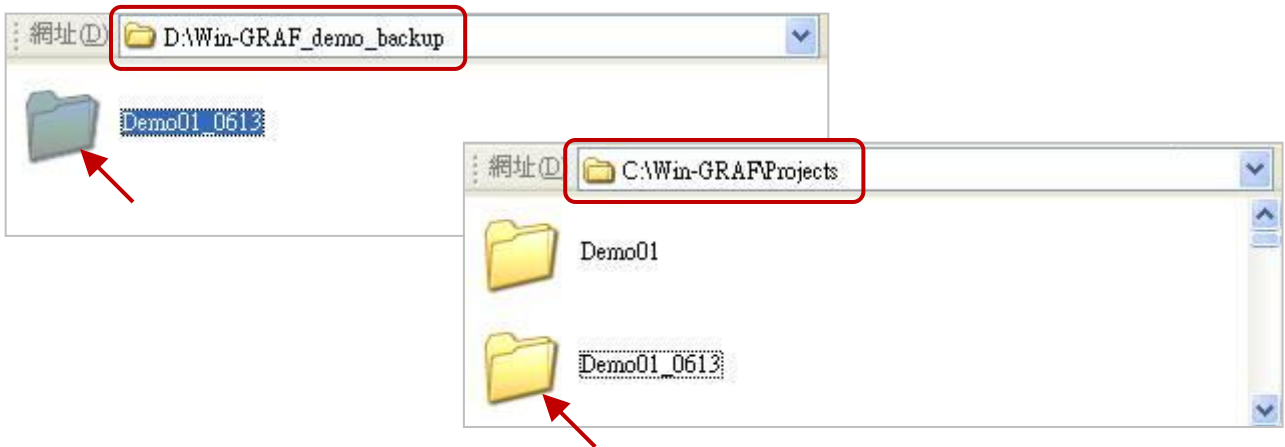 網址(D) D:\Win-GRAF_demo_backup
Demo01_0613
網址(D) C:\Win-GRAF\Projects
Demo01
Demo01_0613